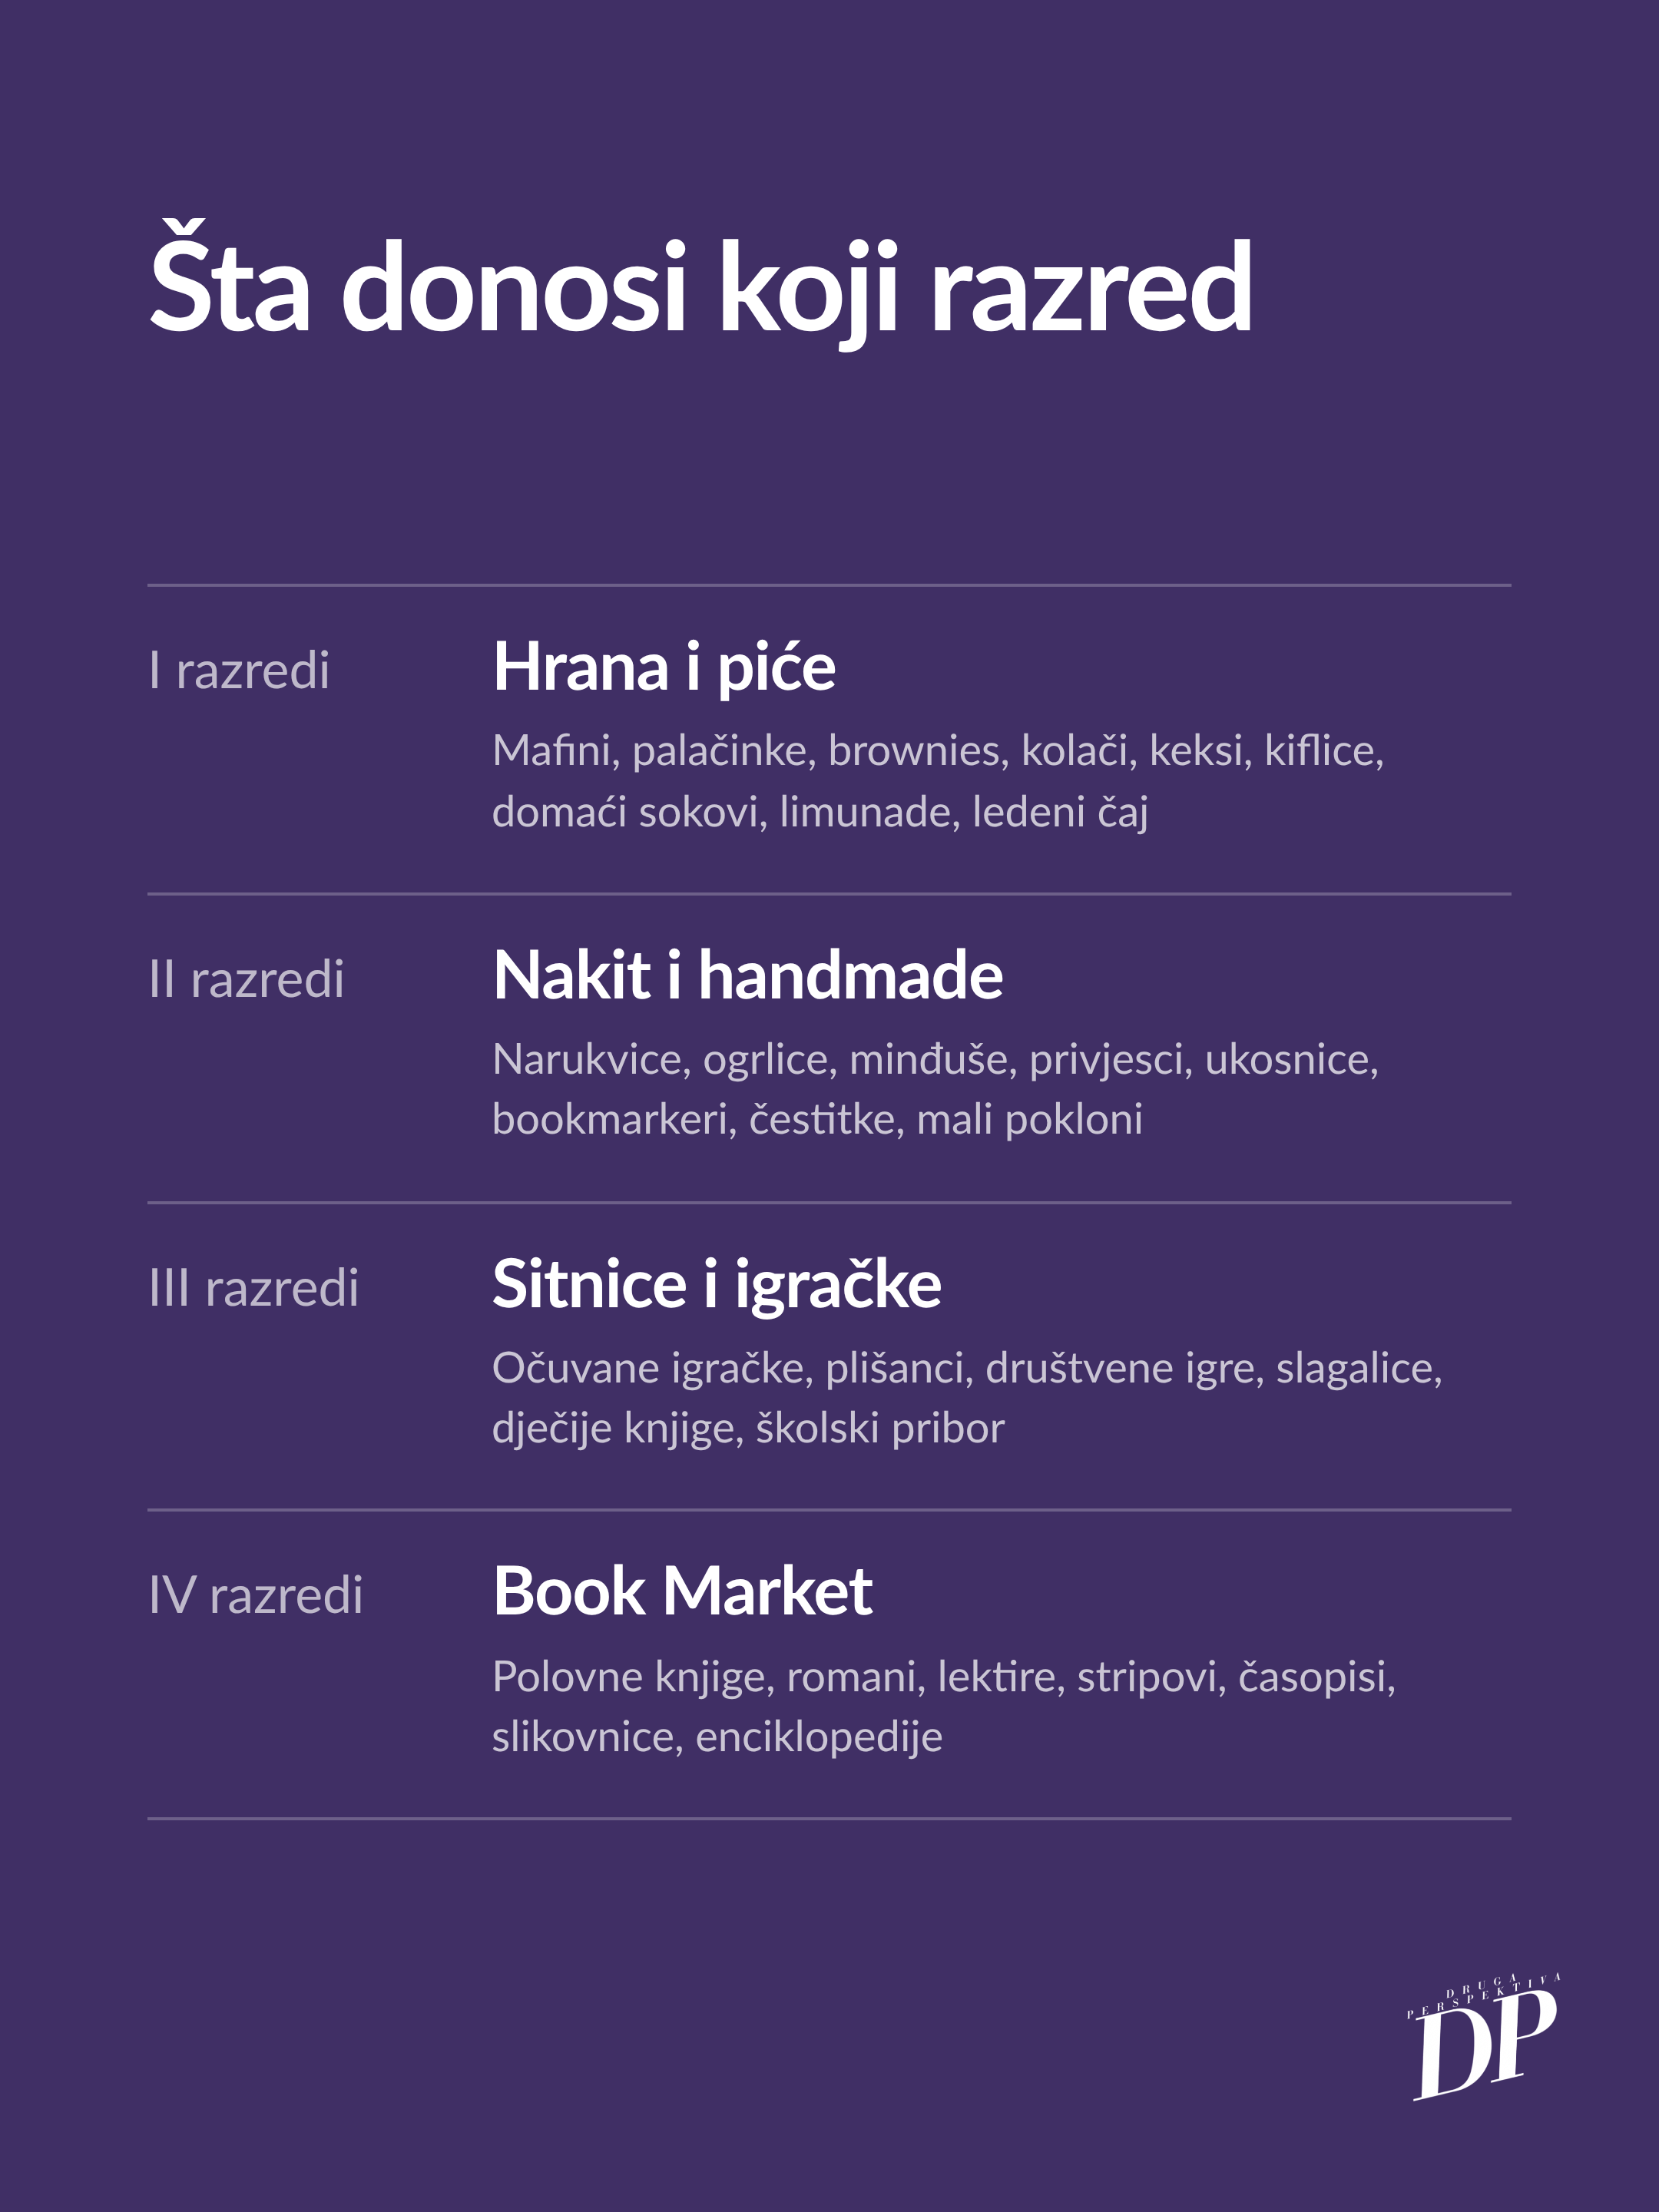 Šta donosi koji razred
I razredi
Hrana i piće
Mafini, palačinke, brownies, kolači, keksi, kiflice,
domaći sokovi, limunade, ledeni čaj
II razredi
Nakit i handmade
Narukvice, ogrlice, minđuše, privjesci, ukosnice,
bookmarkeri, čestitke, mali pokloni
III razredi
Sitnice i igračke
Očuvane igračke, plišanci, društvene igre, slagalice,
dječije knjige, školski pribor
IV razredi
Book Market
Polovne knjige, romani, lektire, stripovi, časopisi,
slikovnice, enciklopedije
DRUGA
PERSPEKTIVA
DP